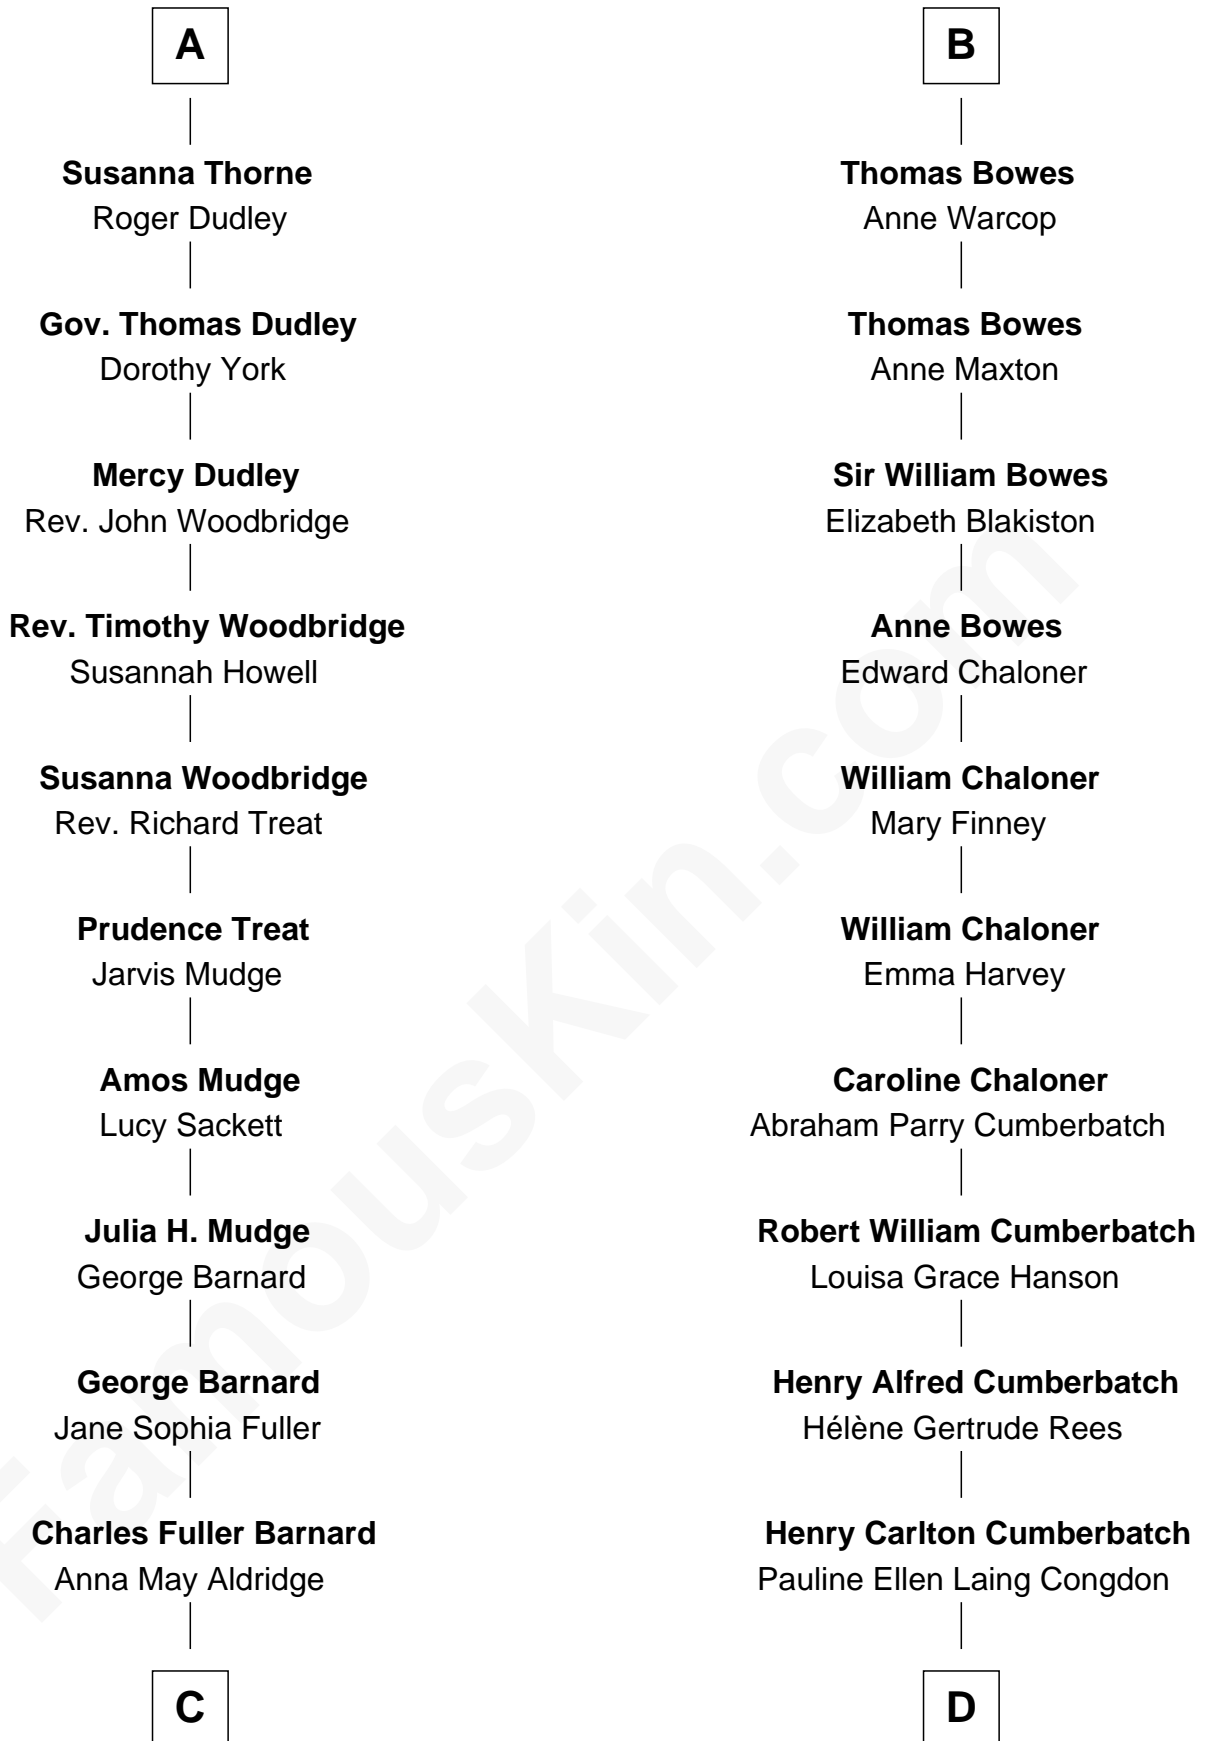 A
Susanna Thorne
Roger Dudley
Gov. Thomas Dudley
Dorothy York
Mercy Dudley
Rev. John Woodbridge
Rev. Timothy Woodbridge
Susannah Howell
Susanna Woodbridge
Rev. Richard Treat
Prudence Treat
Jarvis Mudge
Amos Mudge
Lucy Sackett
Julia H. Mudge
George Barnard
George Barnard
Jane Sophia Fuller
Charles Fuller Barnard
Anna May Aldridge
C
B
Thomas Bowes
Anne Warcop
Thomas Bowes
Anne Maxton
Sir William Bowes
Elizabeth Blakiston
Anne Bowes
Edward Chaloner
William Chaloner
Mary Finney
William Chaloner
Emma Harvey
Caroline Chaloner
Abraham Parry Cumberbatch
Robert William Cumberbatch
Louisa Grace Hanson
Henry Alfred Cumberbatch
Hélène Gertrude Rees
Henry Carlton Cumberbatch
Pauline Ellen Laing Congdon
D
FamousKin.com